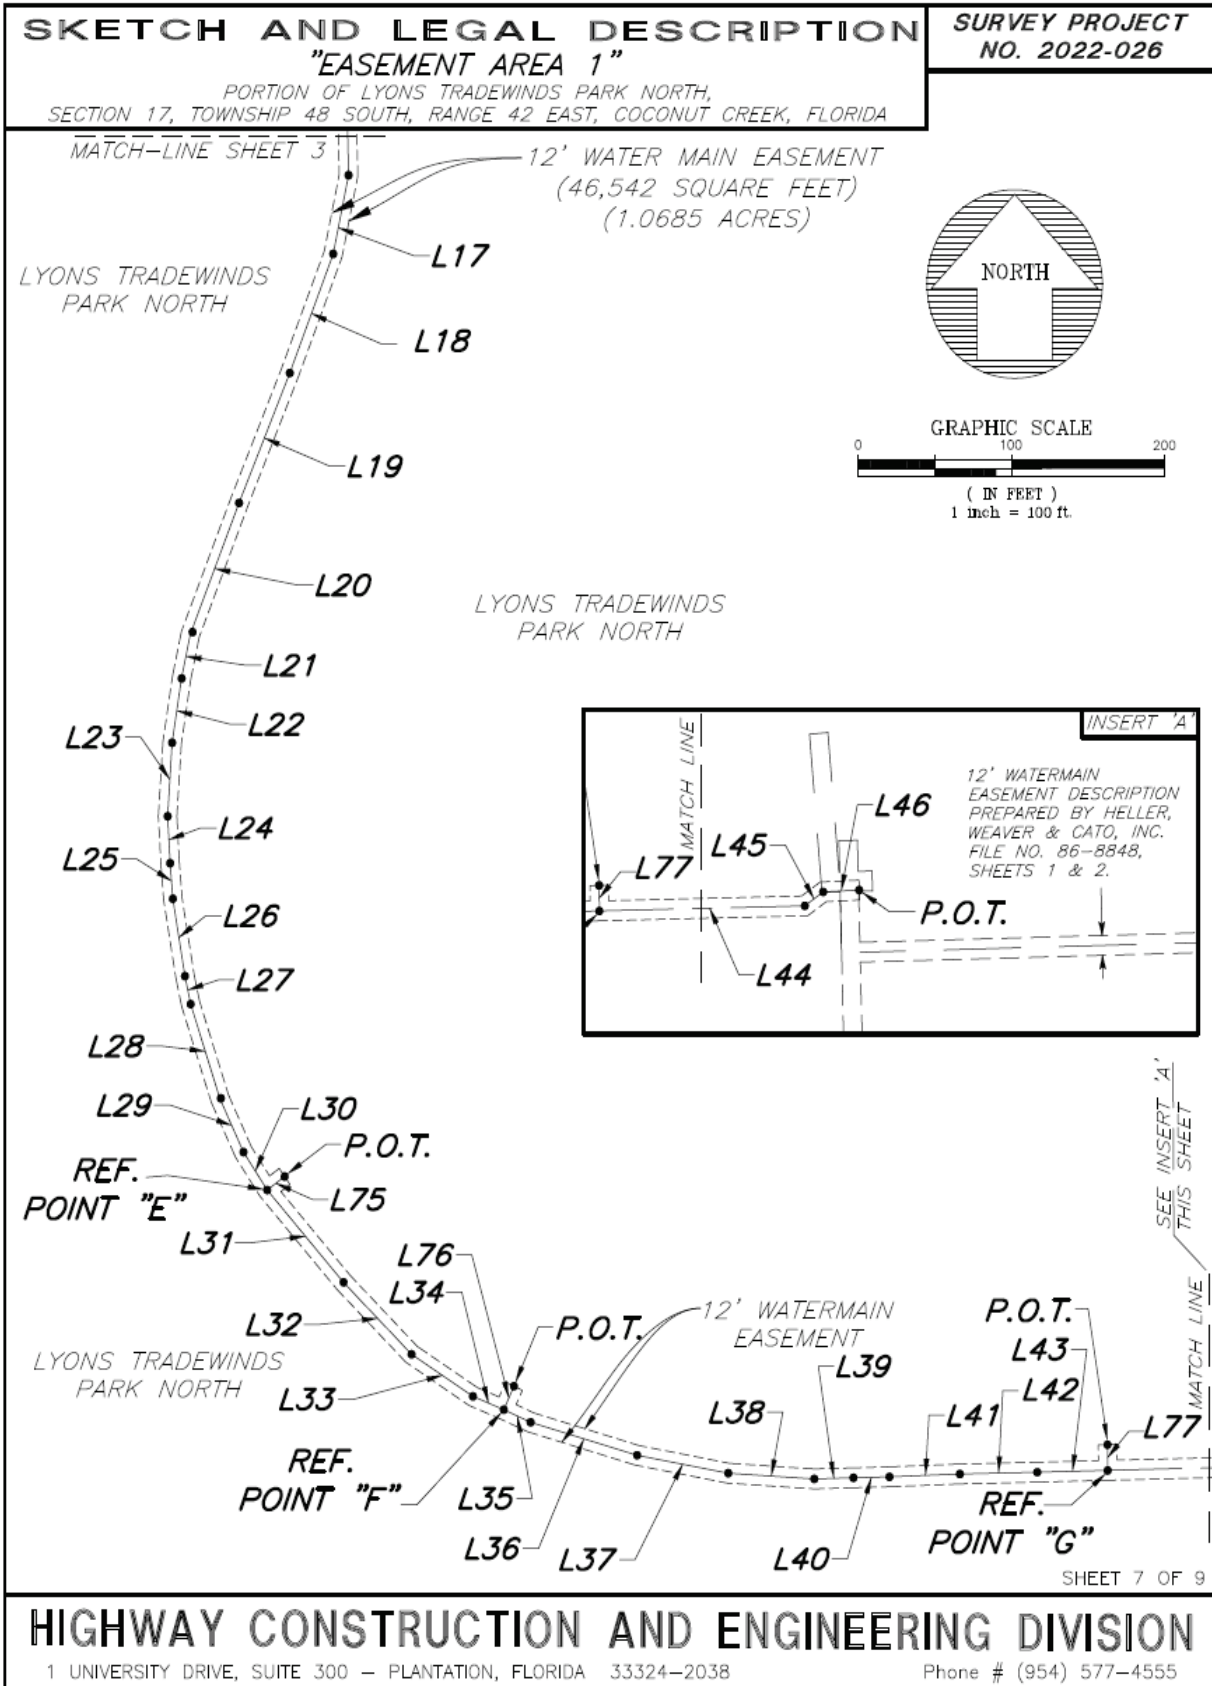 SKETCH AND LEGAL DESCRIPTION
"EASEMENT AREA 1"
PORTION OF LYONS TRADEWINDS PARK NORTH,
SECTION 17, TOWNSHIP 48 SOUTH, RANGE 42 EAST, COCONUT CREEK, FLORIDA
SURVEY PROJECT
NO. 2022-026
MATCH-LINE SHEET 3
12' WATER MAIN EASEMENT
(46,542 SQUARE FEET)
(1.0685 ACRES)
L17
LYONS TRADEWINDS
PARK NORTH
NORTH
L18
GRAPHIC SCALE
0 100 200
( IN FEET )
1 inch = 100 ft.
L19
L20
LYONS TRADEWINDS
PARK NORTH
L21
L22
L23
L24
L25
L26
L27
L28
L29
L30
P.O.T.
REF.
POINT "E"
L75
L31
INSERT 'A'
MATCH LINE
12' WATERMAIN
EASEMENT DESCRIPTION
PREPARED BY HELLER,
WEAVER & CATO, INC.
FILE NO. 86-8848,
SHEETS 1 & 2.
L46
L45
L77
P.O.T.
L44
SEE INSERT 'A'
THIS SHEET
MATCH LINE
L76
L34
L32
P.O.T.
12' WATERMAIN
EASEMENT
P.O.T.
L43
L39
L42
LYONS TRADEWINDS
PARK NORTH
L33
L38
L41
L77
REF.
POINT "F"
L35
L36
L37
L40
REF.
POINT "G"
SHEET 7 OF 9
HIGHWAY CONSTRUCTION AND ENGINEERING DIVISION
1 UNIVERSITY DRIVE, SUITE 300 - PLANTATION, FLORIDA 33324-2038
Phone # (954) 577-4555